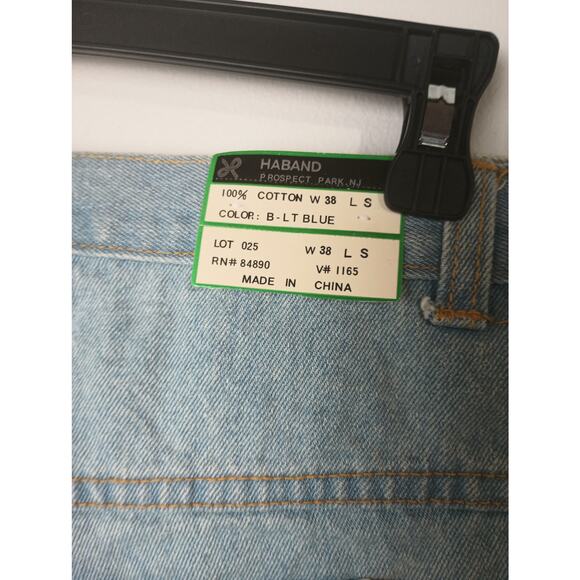 HABAND
PROSPECT PARK, NJ
100% COTTON W 38 L S
COLOR: B-LT BLUE
LOT 025 W 38 L S
RN# 84890 V# 1165
MADE IN CHINA